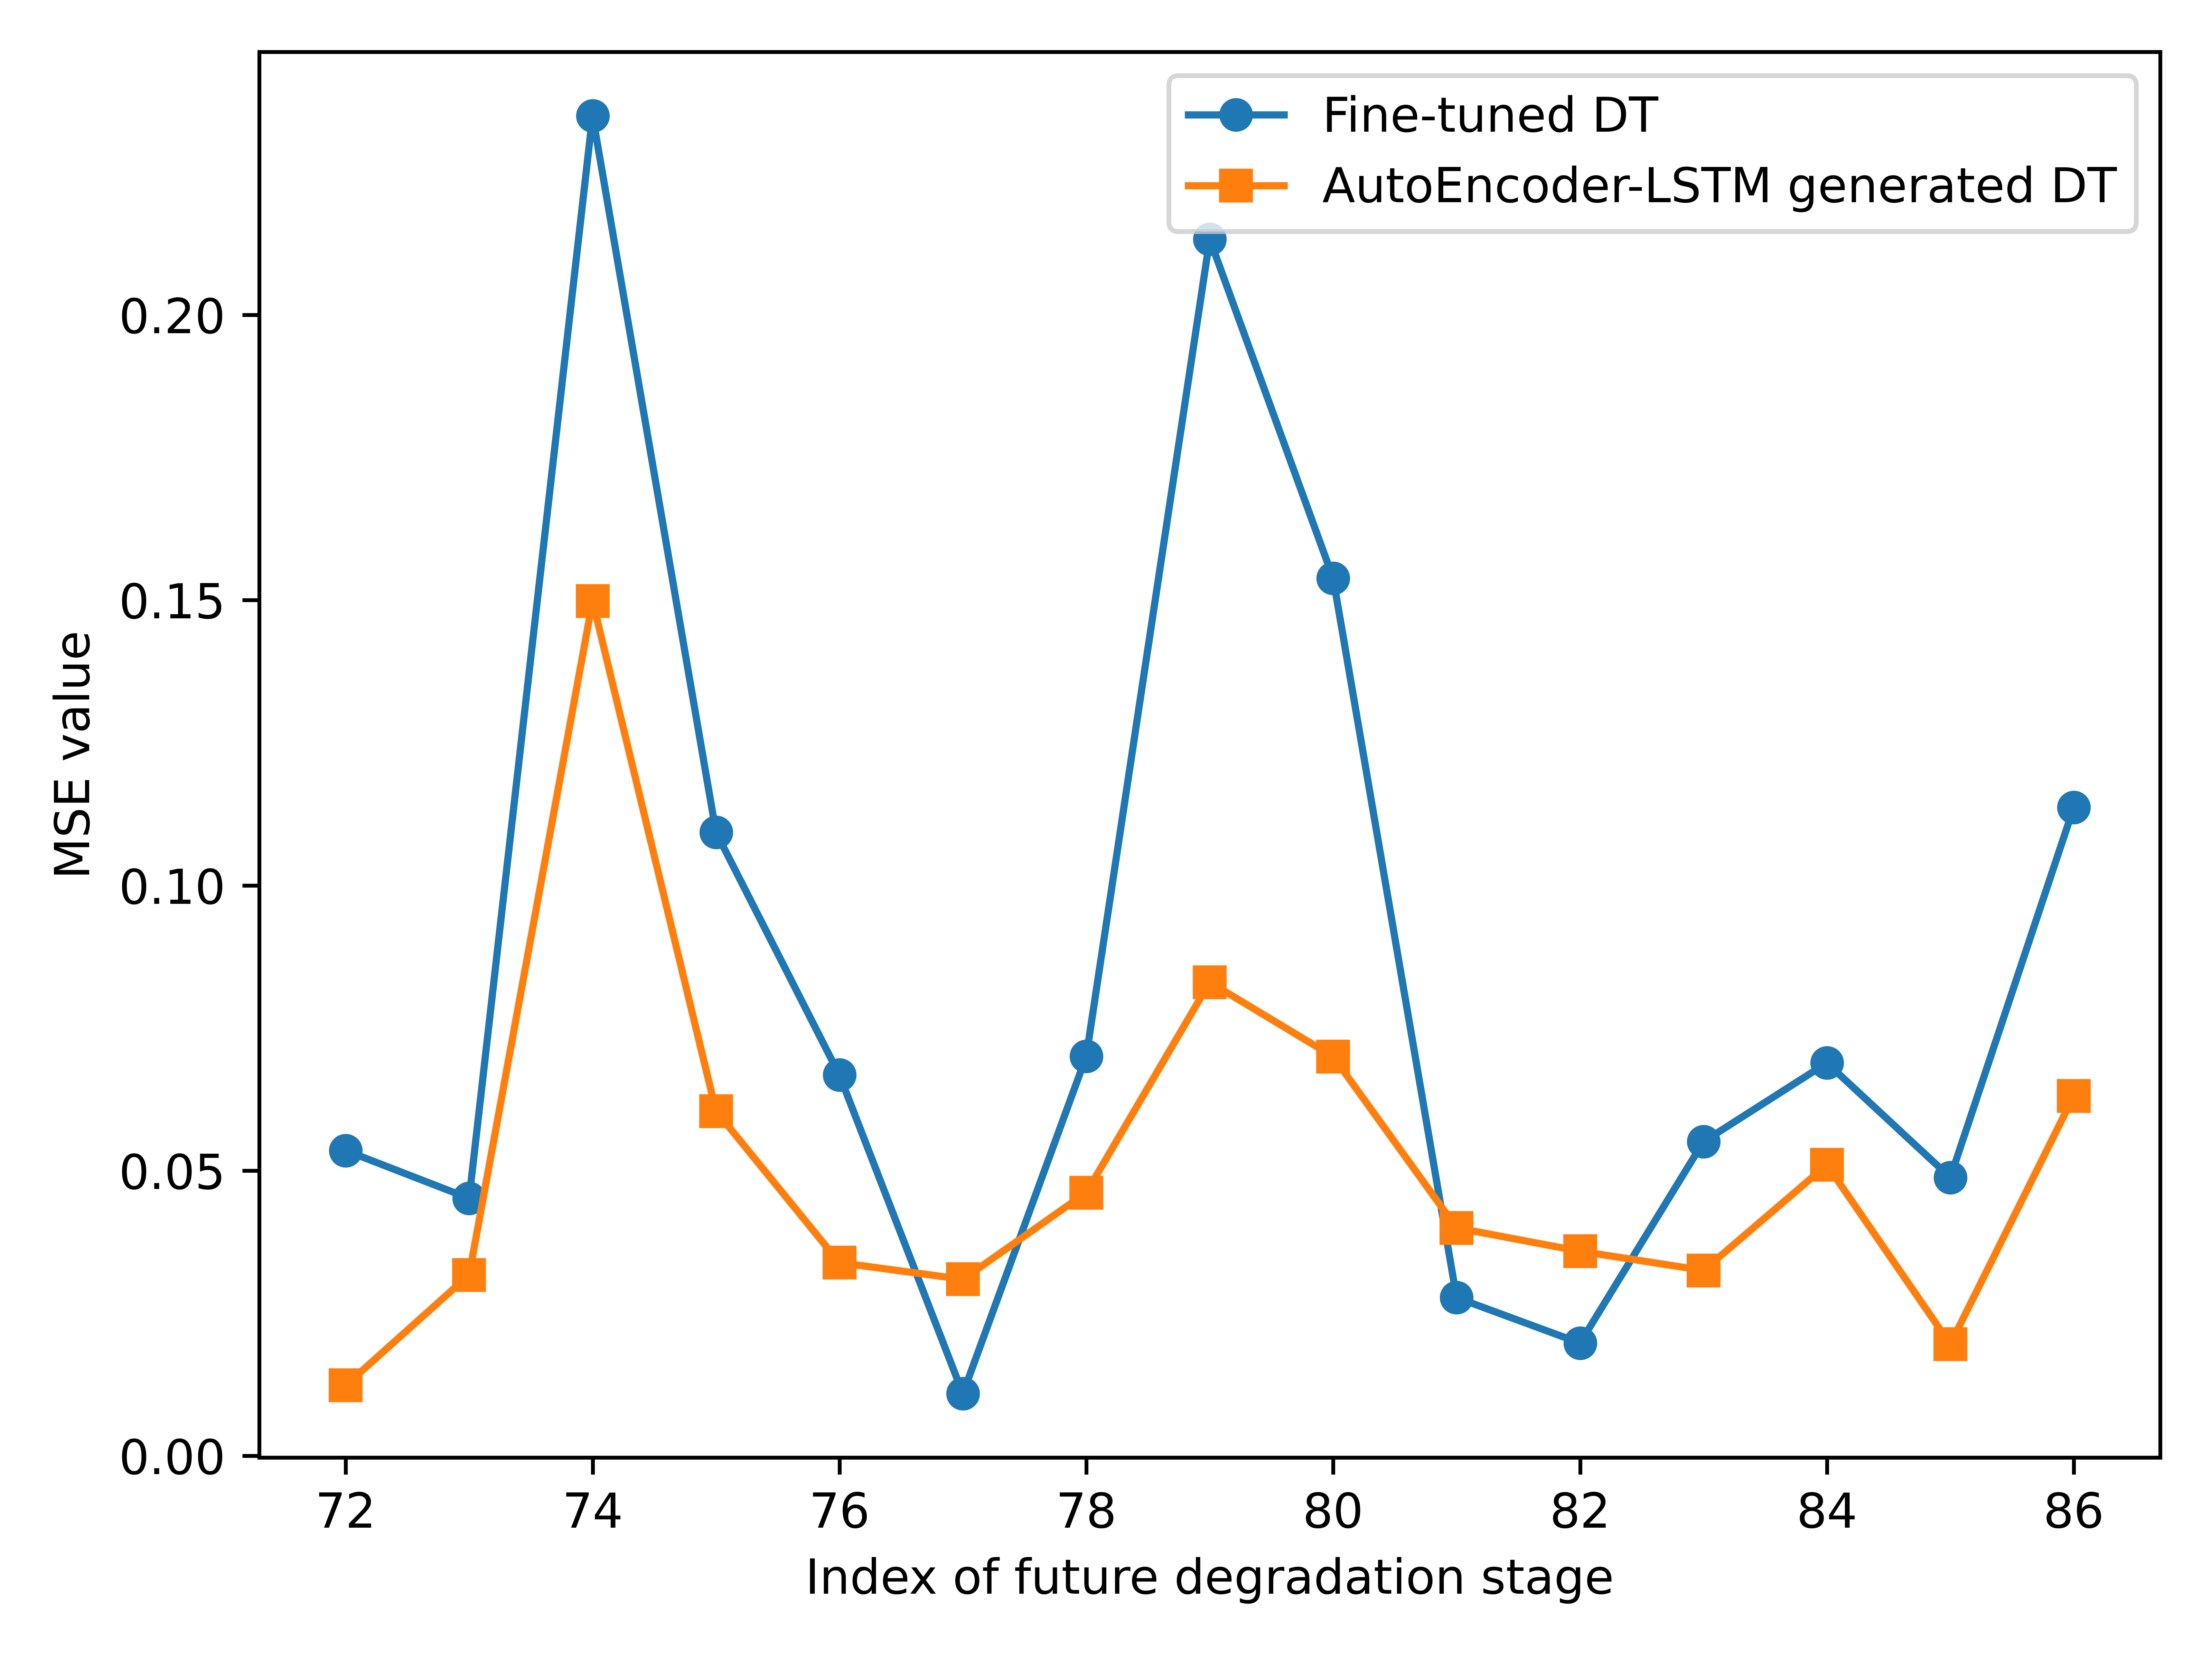 Fine-tuned DT
AutoEncoder-LSTM generated DT
0.20
0.15
0.10
0.05
0.00
MSE value
72 74 76 78 80 82 84 86
Index of future degradation stage